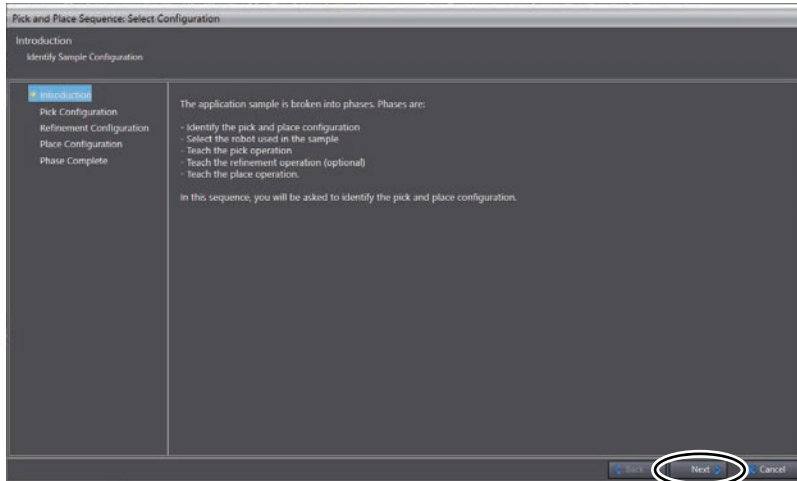 Pick and Place Sequence: Select Configuration
Introduction
Identify Sample Configuration
Introduction
Pick Configuration
Refinement Configuration
Place Configuration
Phase Complete
The application sample is broken into phases. Phases are:
- Identify the pick and place configuration
- Select the robot used in the sample
- Teach the pick operation
- Teach the refinement operation (optional)
- Teach the place operation.
In this sequence, you will be asked to identify the pick and place configuration.
Back Next Cancel